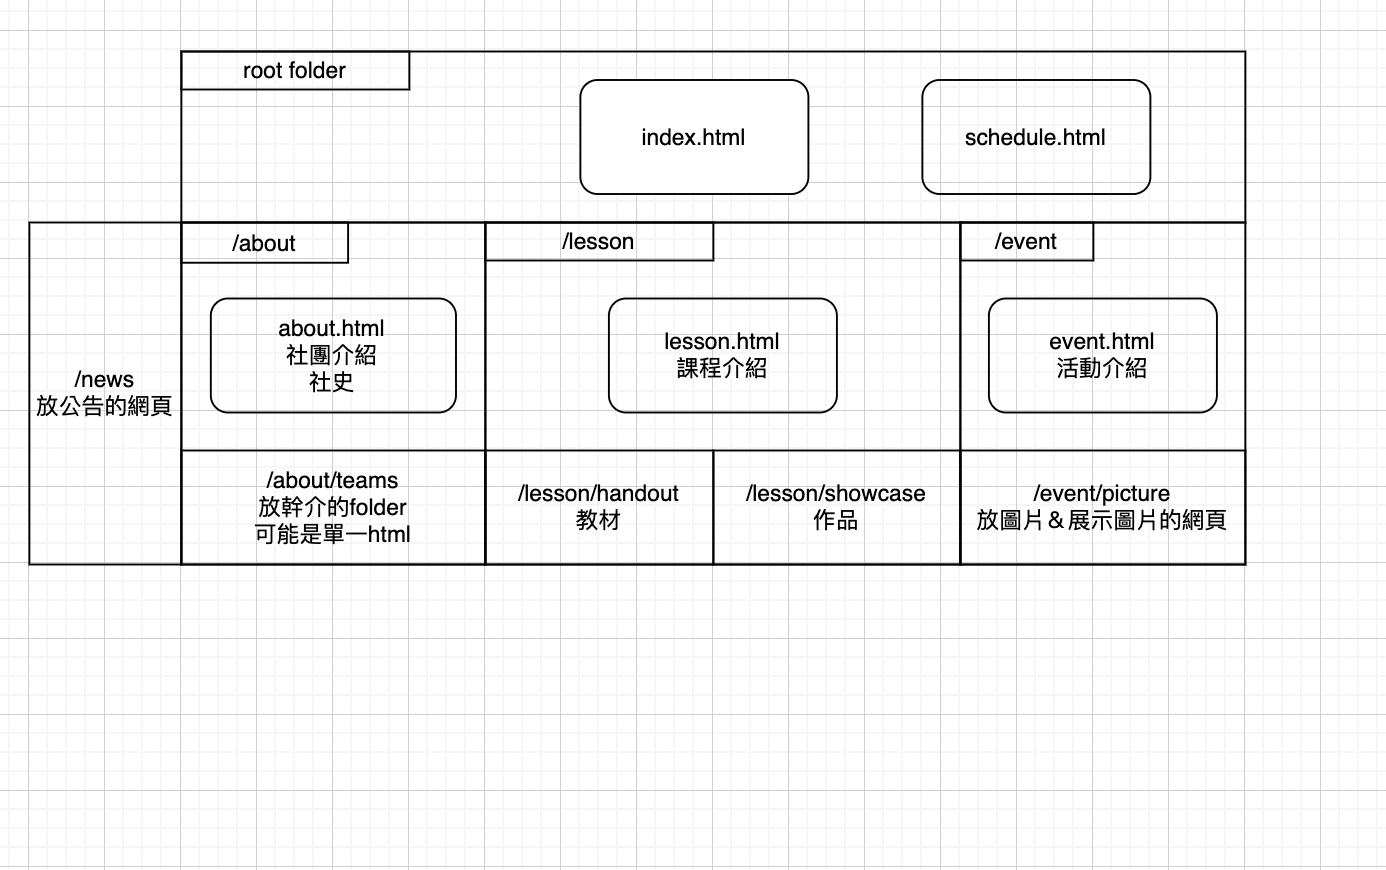 root folder
index.html
schedule.html
/about
/lesson
/event
about.html
社團介紹
社史
lesson.html
課程介紹
event.html
活動介紹
/news
放公告的網頁
/about/teams
放幹介的folder
可能是單一html
/lesson/handout
教材
/lesson/showcase
作品
/event/picture
放圖片＆展示圖片的網頁